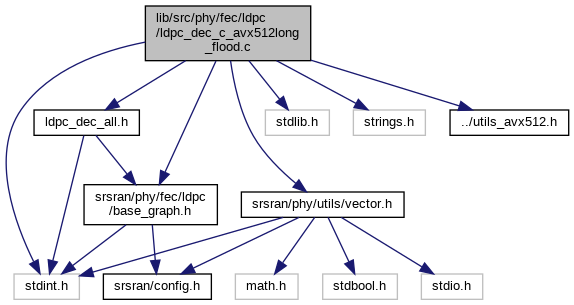 lib/src/phy/fec/ldpc
/ldpc_dec_c_avx512long
_flood.c
ldpc_dec_all.h
stdlib.h
strings.h
../utils_avx512.h
srsran/phy/fec/ldpc
/base_graph.h
srsran/phy/utils/vector.h
stdint.h
srsran/config.h
math.h
stdbool.h
stdio.h